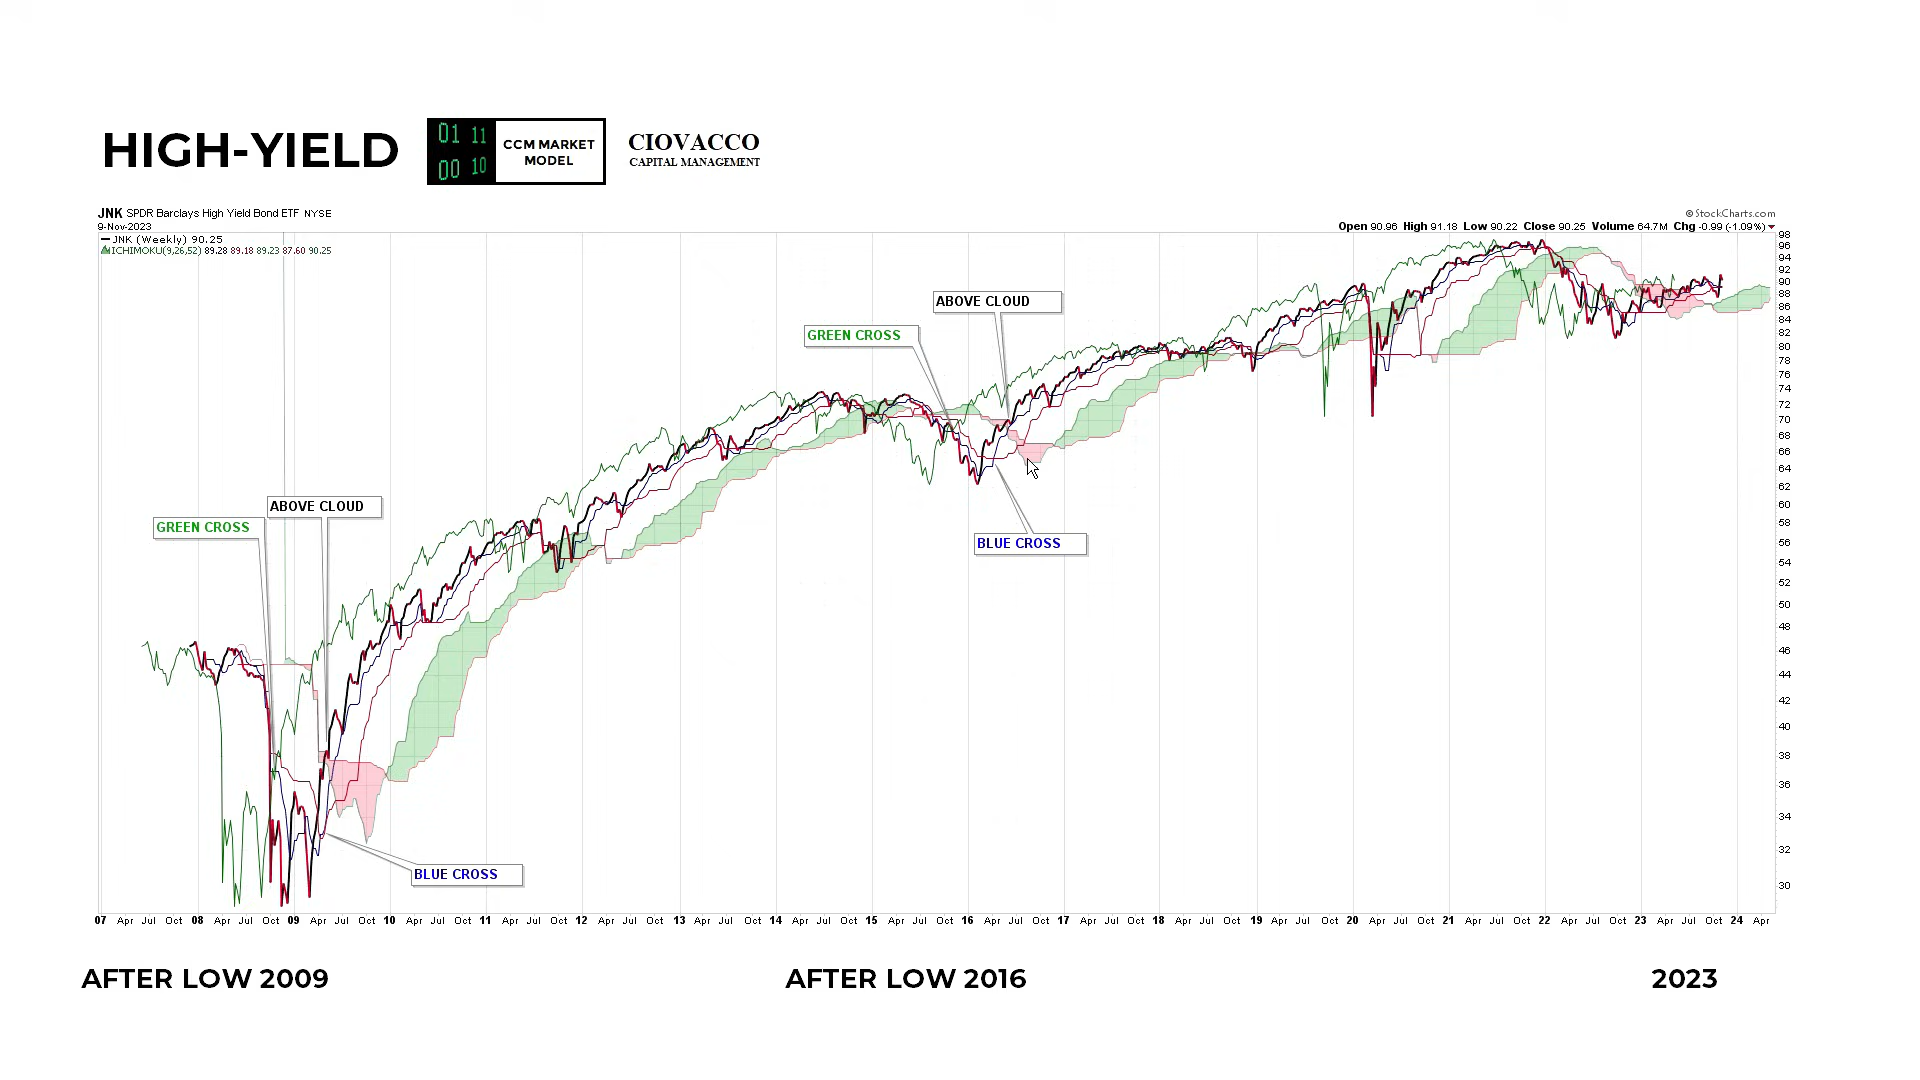 HIGH-YIELD
01 11
00 10
CCM MARKET
MODEL
CIOVACCO
CAPITAL MANAGEMENT
JNK SPDR Barclays High Yield Bond ETF NYSE
© StockCharts.com
9-Nov-2023
Open 90.96 High 91.18 Low 90.22 Close 90.25 Volume 64.7M Chg -0.99 (-1.09%)
JNK (Weekly) 90.25
ICHIMOKU(9,26,52) 89.28 89.18 89.23 87.60 90.25
98
96
94
92
90
88
86
84
82
80
78
76
74
72
70
68
66
64
62
60
58
56
54
52
50
48
46
44
42
40
38
36
34
32
30
ABOVE CLOUD
GREEN CROSS
ABOVE CLOUD
GREEN CROSS
BLUE CROSS
BLUE CROSS
07 Apr Jul Oct 08 Apr Jul Oct 09 Apr Jul Oct 10 Apr Jul Oct 11 Apr Jul Oct 12 Apr Jul Oct 13 Apr Jul Oct 14 Apr Jul Oct 15 Apr Jul Oct 16 Apr Jul Oct 17 Apr Jul Oct 18 Apr Jul Oct 19 Apr Jul Oct 20 Apr Jul Oct 21 Apr Jul Oct 22 Apr Jul Oct 23 Apr Jul Oct 24 Apr
AFTER LOW 2009
AFTER LOW 2016
2023